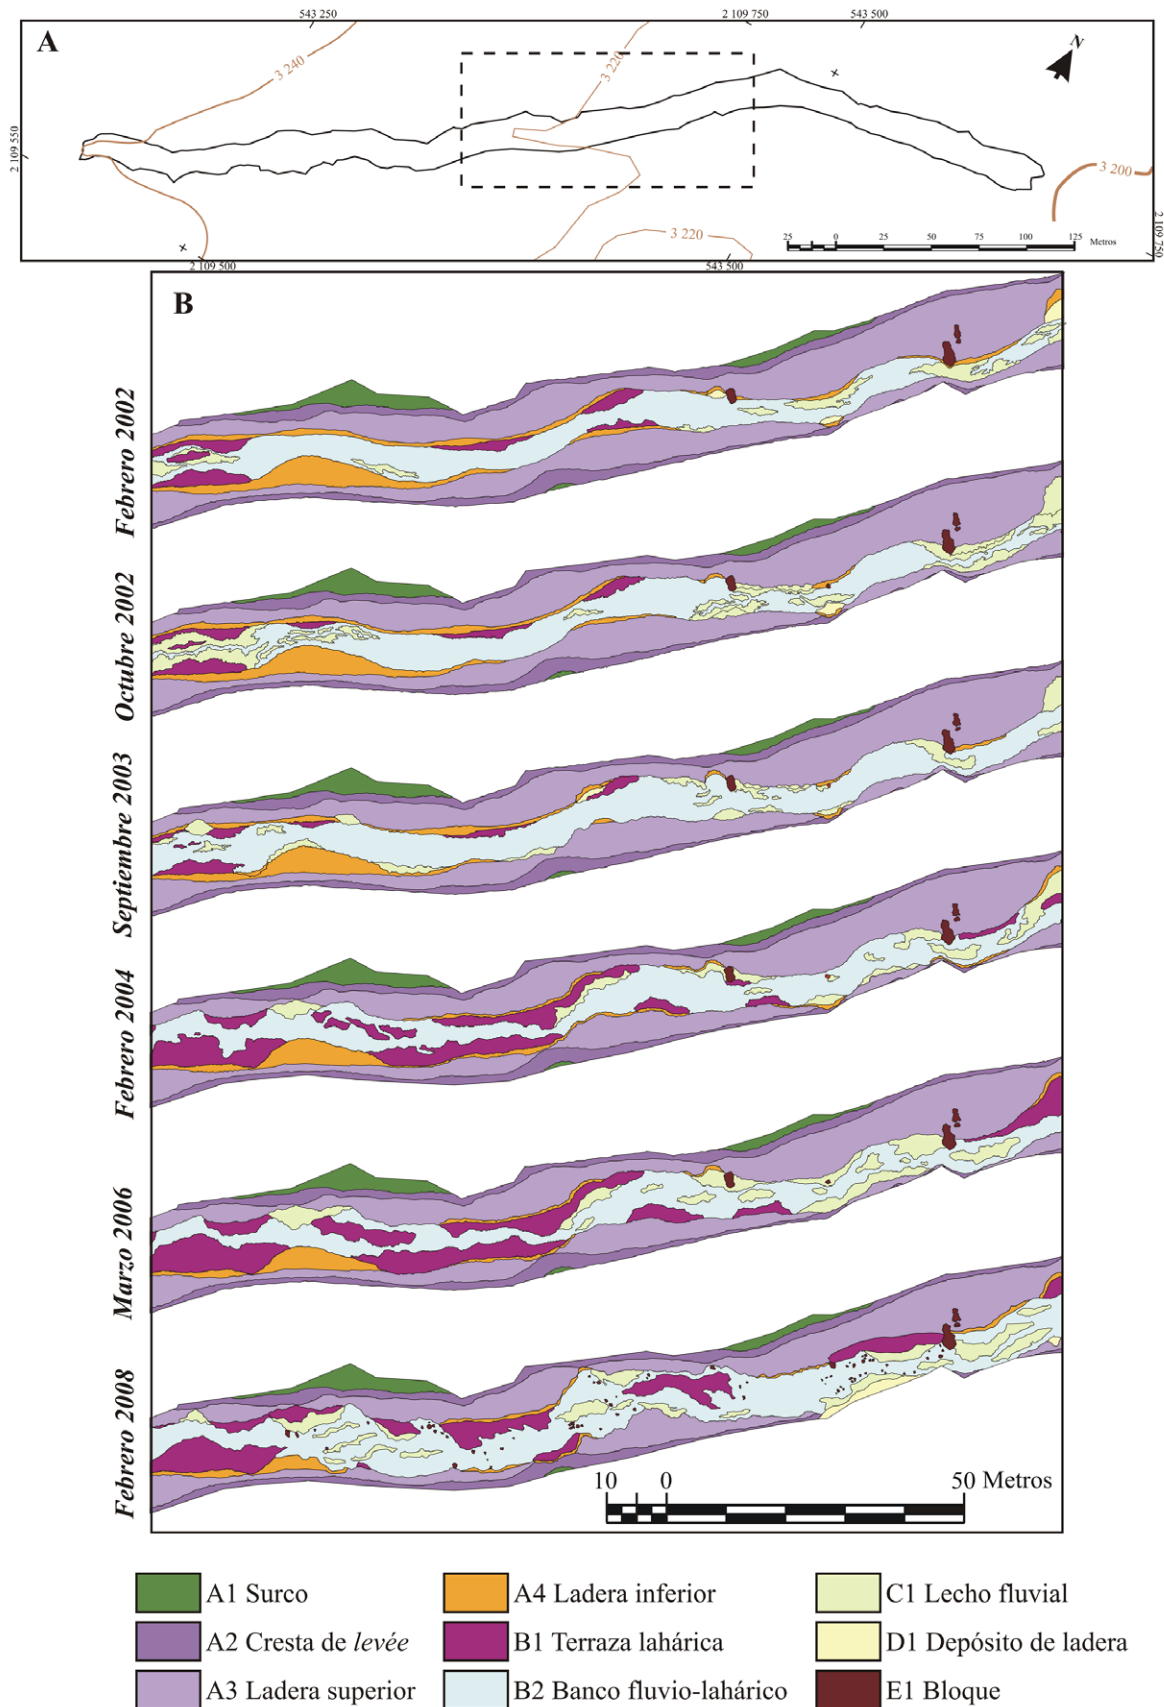 543 250
2 109 750
543 500
A
3 240
3 220
N
2 109 550
3 200
3 220
25 0 25 50 75 100 125 Metros
2 109 750
2 109 500
543 500
B
Febrero 2002
Octubre 2002
Septiembre 2003
Febrero 2004
Marzo 2006
Febrero 2008
10 0 50 Metros
A1 Surco
A2 Cresta de levée
A3 Ladera superior
A4 Ladera inferior
B1 Terraza lahárica
B2 Banco fluvio-lahárico
C1 Lecho fluvial
D1 Depósito de ladera
E1 Bloque